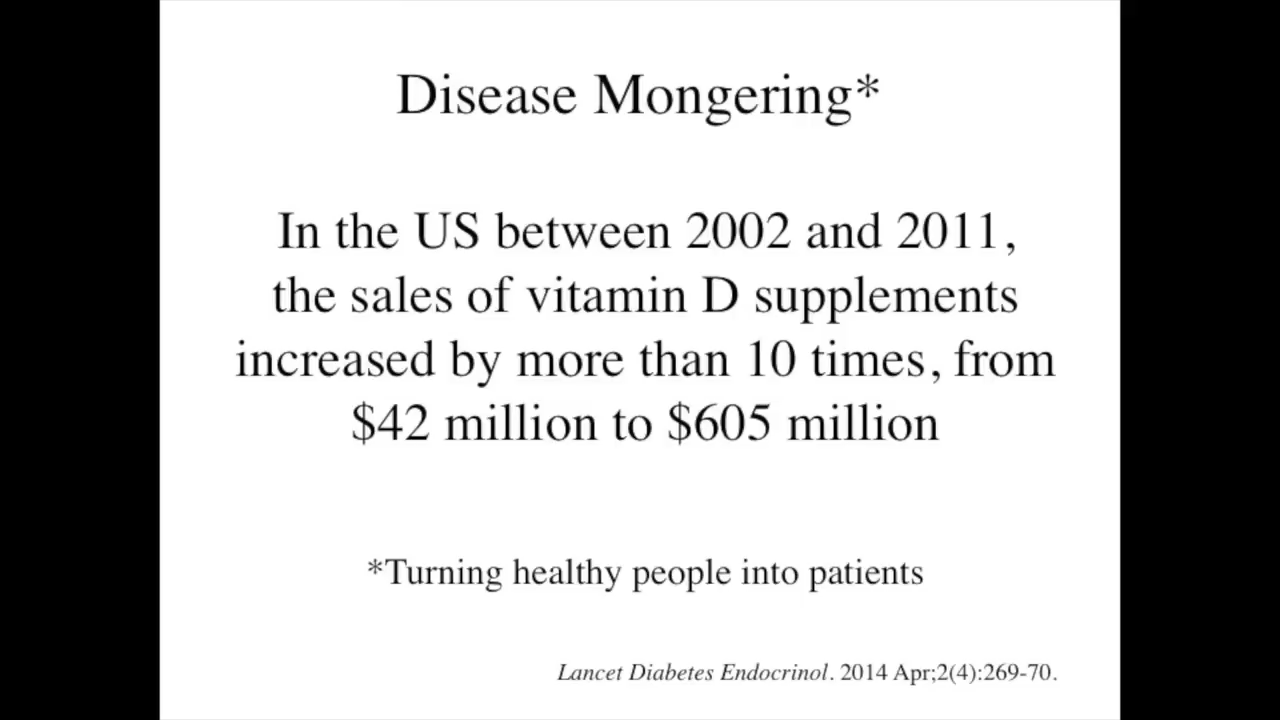 Disease Mongering*
In the US between 2002 and 2011,
the sales of vitamin D supplements
increased by more than 10 times, from
$42 million to $605 million
*Turning healthy people into patients
Lancet Diabetes Endocrinol. 2014 Apr;2(4):269-70.